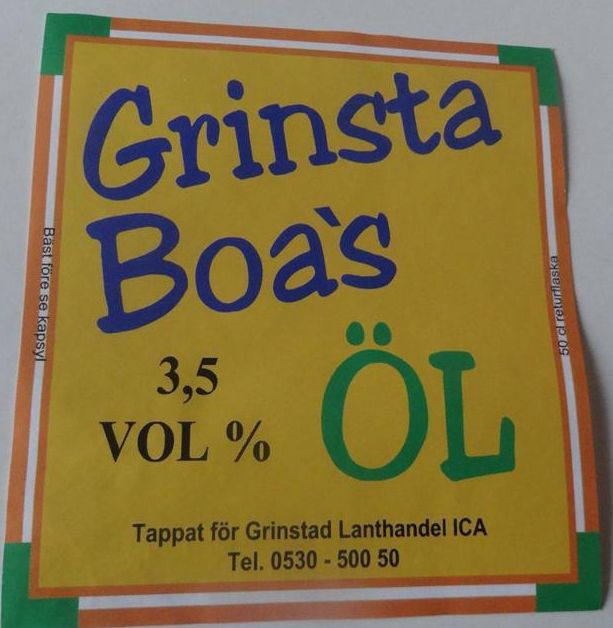 Grinsta
Boa`s
3,5
VOL %
ÖL
Tappat för Grinstad Lanthandel ICA
Tel. 0530 - 500 50
Bäst före se kapsyl
50 cl returflaska